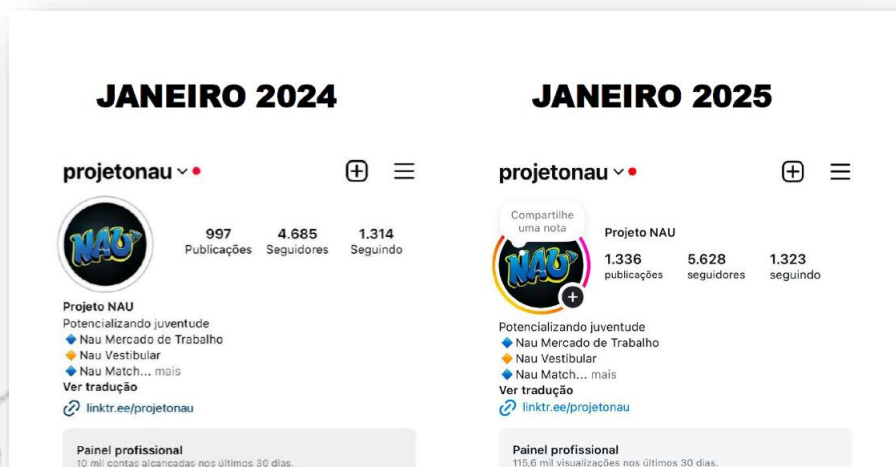 JANEIRO 2024
projetonau
NAU
997 4.685 1.314
Publicações Seguidores Seguindo
Projeto NAU
Potencializando juventude
Nau Mercado de Trabalho
Nau Vestibular
Nau Match... mais
Ver tradução
linktr.ee/projetonau
Painel profissional
10 mil contas alcançadas nos últimos 30 dias.
JANEIRO 2025
projetonau
Compartilhe
uma nota
NAU
Projeto NAU
1.336 5.628 1.323
publicações seguidores seguindo
Potencializando juventude
Nau Mercado de Trabalho
Nau Vestibular
Nau Match... mais
Ver tradução
linktr.ee/projetonau
Painel profissional
115,6 mil visualizações nos últimos 30 dias.